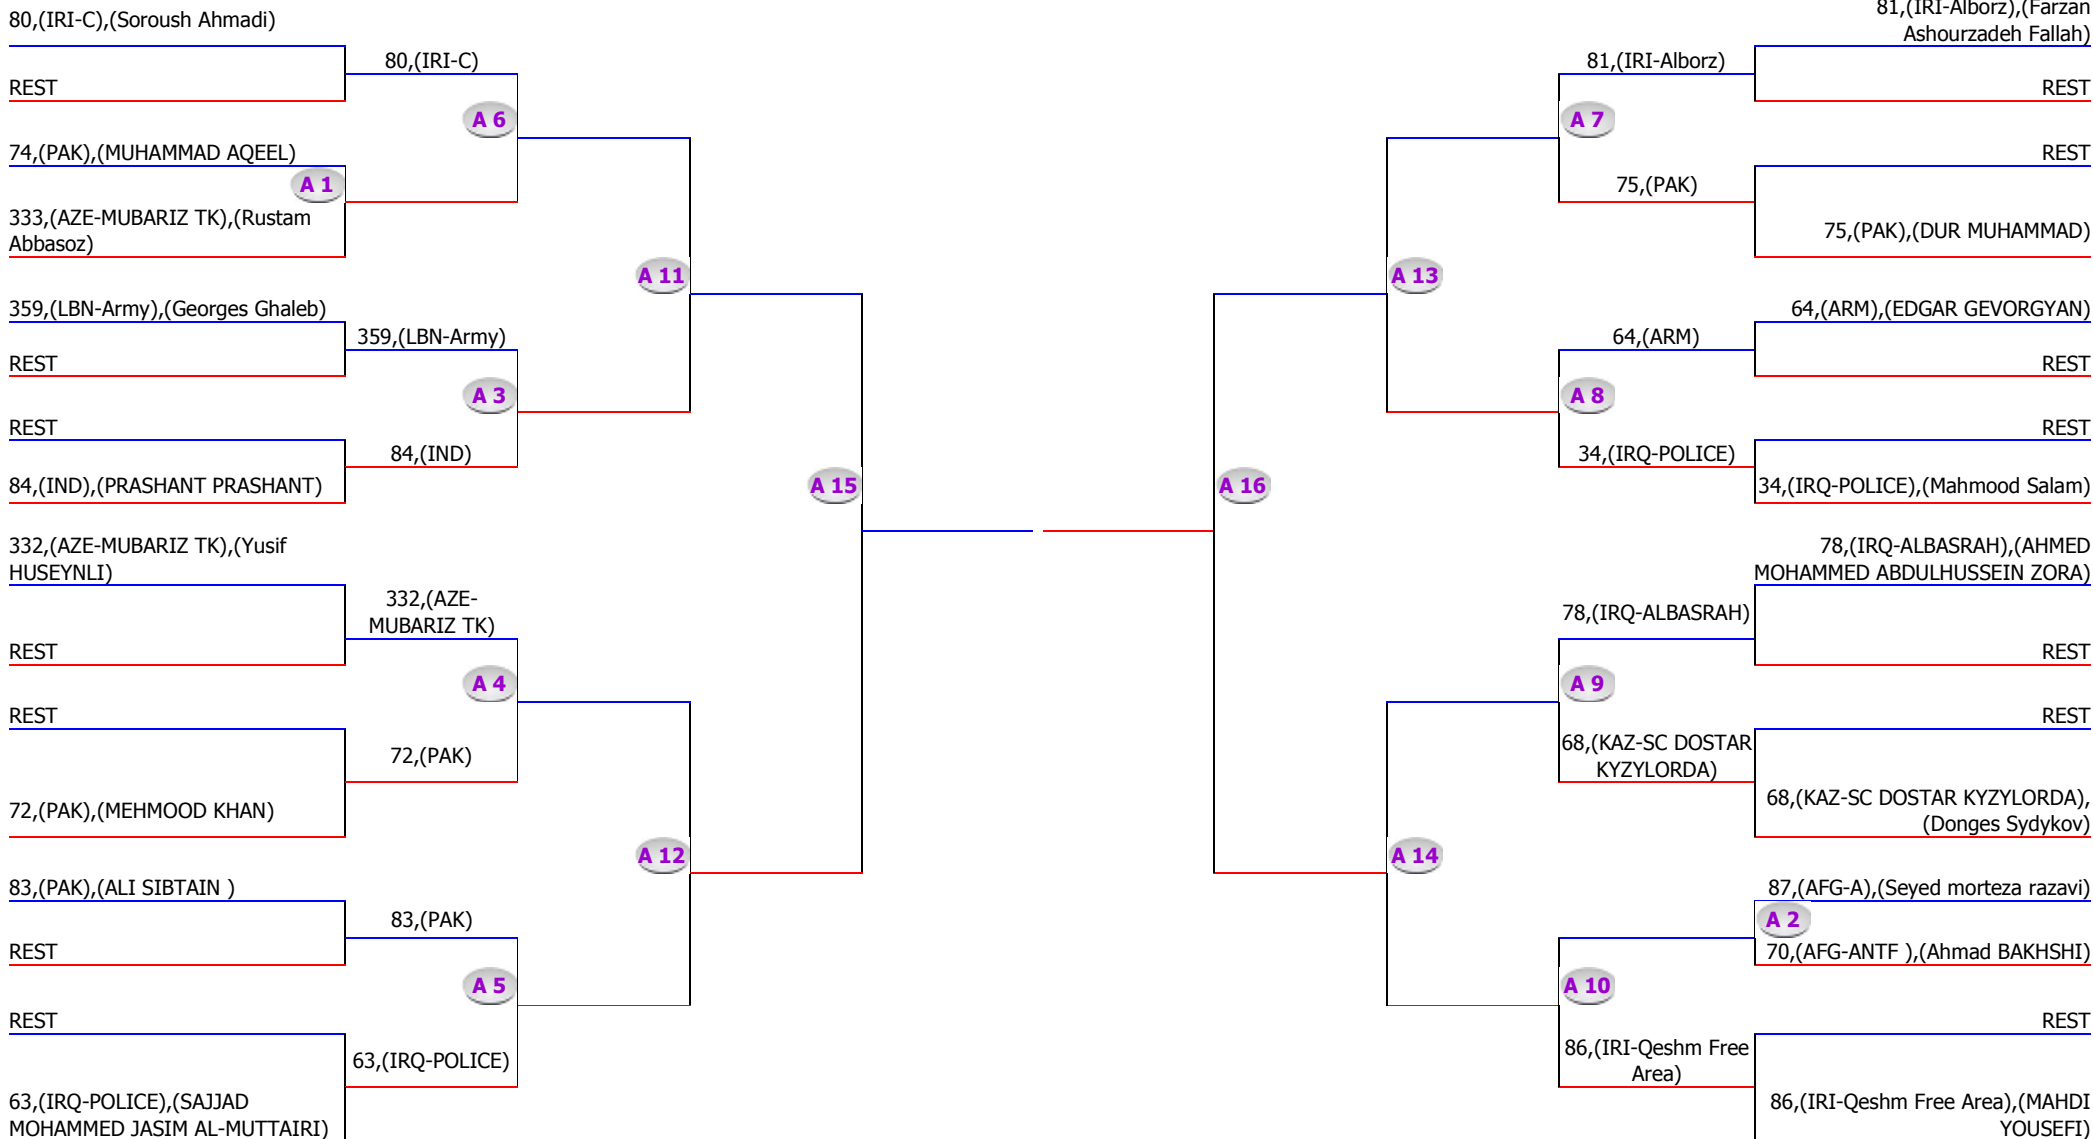 80,(IRI-C),(Soroush Ahmadi)
REST
74,(PAK),(MUHAMMAD AQEEL)
333,(AZE-MUBARIZ TK),(Rustam
Abbasoz)
359,(LBN-Army),(Georges Ghaleb)
REST
REST
84,(IND),(PRASHANT PRASHANT)
332,(AZE-MUBARIZ TK),(Yusif
HUSEYNLI)
REST
REST
72,(PAK),(MEHMOOD KHAN)
83,(PAK),(ALI SIBTAIN )
REST
REST
63,(IRQ-POLICE),(SAJJAD
MOHAMMED JASIM AL-MUTTAIRI)
A 1
80,(IRI-C)
359,(LBN-Army)
84,(IND)
332,(AZE-
MUBARIZ TK)
72,(PAK)
83,(PAK)
63,(IRQ-POLICE)
A 6
A 3
A 4
A 5
A 11
A 12
A 15
A 16
A 13
A 14
A 7
A 8
A 9
A 10
81,(IRI-Alborz)
75,(PAK)
64,(ARM)
34,(IRQ-POLICE)
78,(IRQ-ALBASRAH)
68,(KAZ-SC DOSTAR
KYZYLORDA)
86,(IRI-Qeshm Free
Area)
A 2
81,(IRI-Alborz),(Farzan
Ashourzadeh Fallah)
REST
REST
75,(PAK),(DUR MUHAMMAD)
64,(ARM),(EDGAR GEVORGYAN)
REST
REST
34,(IRQ-POLICE),(Mahmood Salam)
78,(IRQ-ALBASRAH),(AHMED
MOHAMMED ABDULHUSSEIN ZORA)
REST
REST
68,(KAZ-SC DOSTAR KYZYLORDA),
(Donges Sydykov)
87,(AFG-A),(Seyed morteza razavi)
70,(AFG-ANTF ),(Ahmad BAKHSHI)
REST
86,(IRI-Qeshm Free Area),(MAHDI
YOUSEFI)